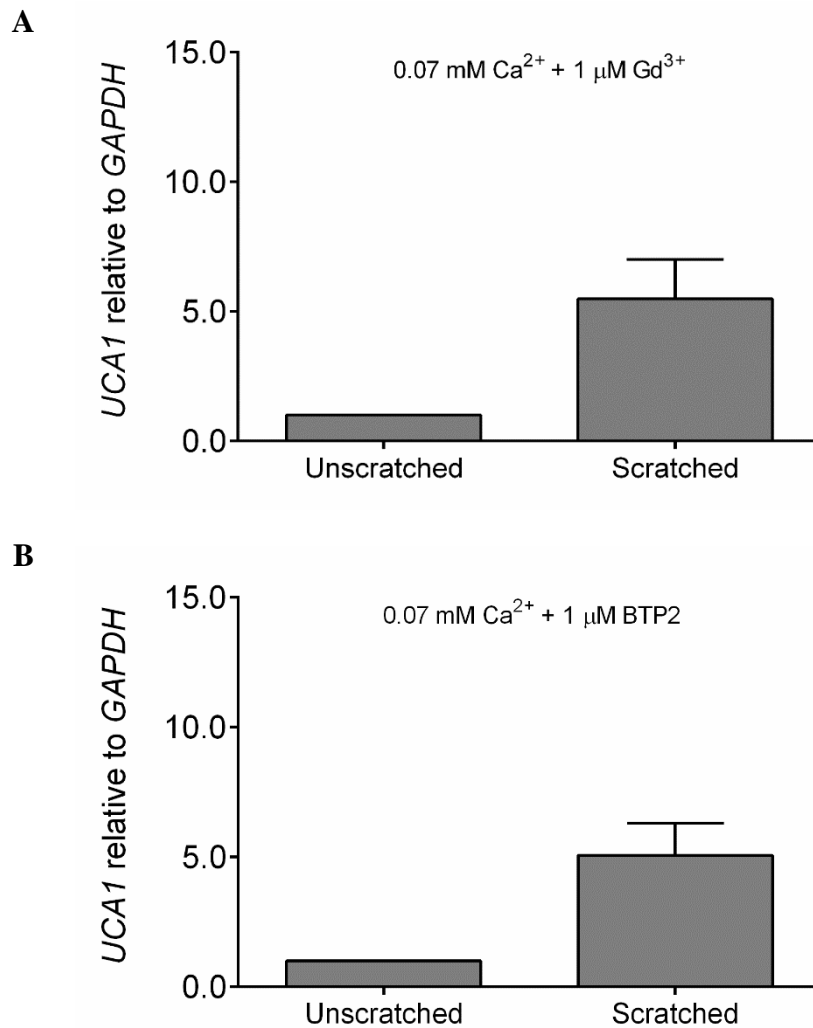 A
15.0
0.07 mM Ca²⁺ + 1 μM Gd³⁺
10.0
UCA1 relative to GAPDH
5.0
0.0
Unscratched Scratched
B
15.0
0.07 mM Ca²⁺ + 1 μM BTP2
10.0
UCA1 relative to GAPDH
5.0
0.0
Unscratched Scratched